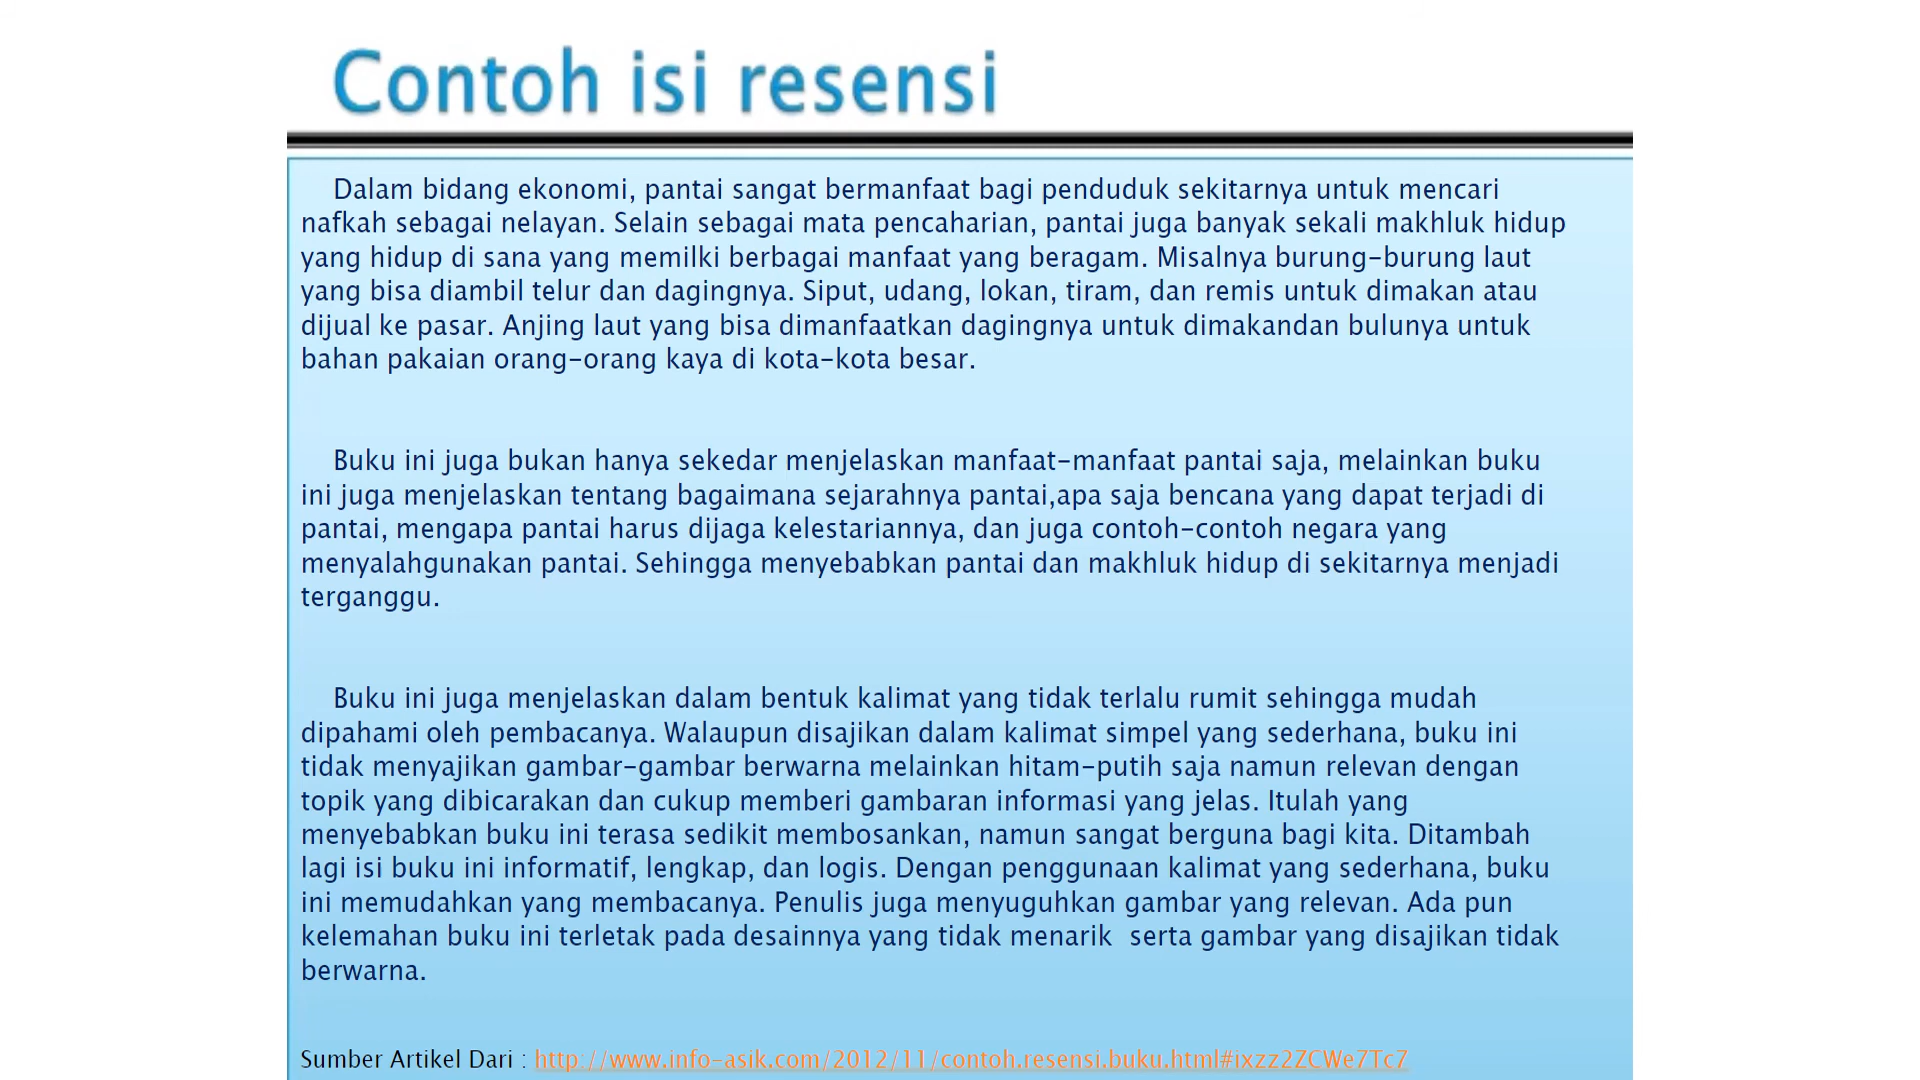 Contoh isi resensi
Dalam bidang ekonomi, pantai sangat bermanfaat bagi penduduk sekitarnya untuk mencari
nafkah sebagai nelayan. Selain sebagai mata pencaharian, pantai juga banyak sekali makhluk hidup
yang hidup di sana yang memilki berbagai manfaat yang beragam. Misalnya burung-burung laut
yang bisa diambil telur dan dagingnya. Siput, udang, lokan, tiram, dan remis untuk dimakan atau
dijual ke pasar. Anjing laut yang bisa dimanfaatkan dagingnya untuk dimakandan bulunya untuk
bahan pakaian orang-orang kaya di kota-kota besar.
Buku ini juga bukan hanya sekedar menjelaskan manfaat-manfaat pantai saja, melainkan buku
ini juga menjelaskan tentang bagaimana sejarahnya pantai,apa saja bencana yang dapat terjadi di
pantai, mengapa pantai harus dijaga kelestariannya, dan juga contoh-contoh negara yang
menyalahgunakan pantai. Sehingga menyebabkan pantai dan makhluk hidup di sekitarnya menjadi
terganggu.
Buku ini juga menjelaskan dalam bentuk kalimat yang tidak terlalu rumit sehingga mudah
dipahami oleh pembacanya. Walaupun disajikan dalam kalimat simpel yang sederhana, buku ini
tidak menyajikan gambar-gambar berwarna melainkan hitam-putih saja namun relevan dengan
topik yang dibicarakan dan cukup memberi gambaran informasi yang jelas. Itulah yang
menyebabkan buku ini terasa sedikit membosankan, namun sangat berguna bagi kita. Ditambah
lagi isi buku ini informatif, lengkap, dan logis. Dengan penggunaan kalimat yang sederhana, buku
ini memudahkan yang membacanya. Penulis juga menyuguhkan gambar yang relevan. Ada pun
kelemahan buku ini terletak pada desainnya yang tidak menarik  serta gambar yang disajikan tidak
berwarna.
Sumber Artikel Dari : http://www.info-asik.com/2012/11/contoh.resensi.buku.html#ixzz2ZCWe7Tc7